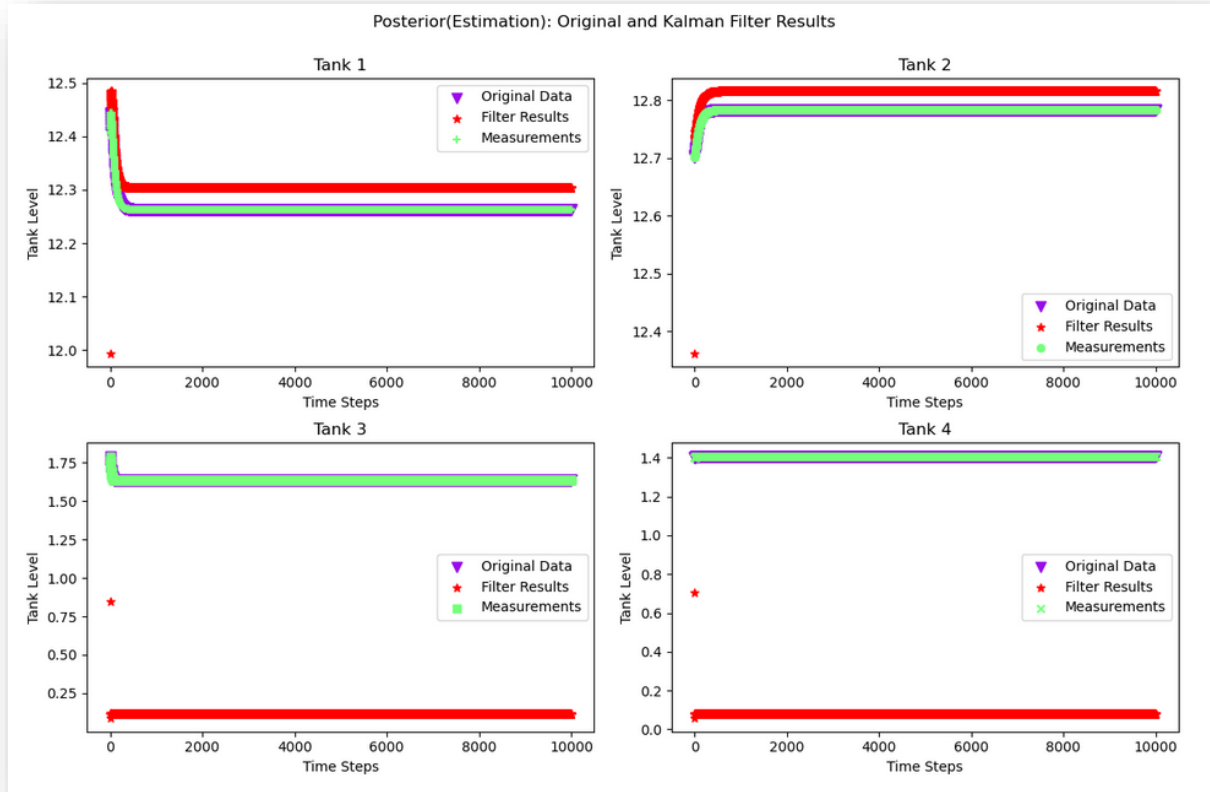 Posterior(Estimation): Original and Kalman Filter Results
Tank 1
12.5
12.4
12.3
12.2
12.1
12.0
Tank Level
Original Data
Filter Results
Measurements
0 2000 4000 6000 8000 10000
Time Steps
Tank 2
12.8
12.7
12.6
12.5
12.4
Tank Level
Original Data
Filter Results
Measurements
0 2000 4000 6000 8000 10000
Time Steps
Tank 3
1.75
1.50
1.25
1.00
0.75
0.50
0.25
Tank Level
Original Data
Filter Results
Measurements
0 2000 4000 6000 8000 10000
Time Steps
Tank 4
1.4
1.2
1.0
0.8
0.6
0.4
0.2
0.0
Tank Level
Original Data
Filter Results
Measurements
0 2000 4000 6000 8000 10000
Time Steps